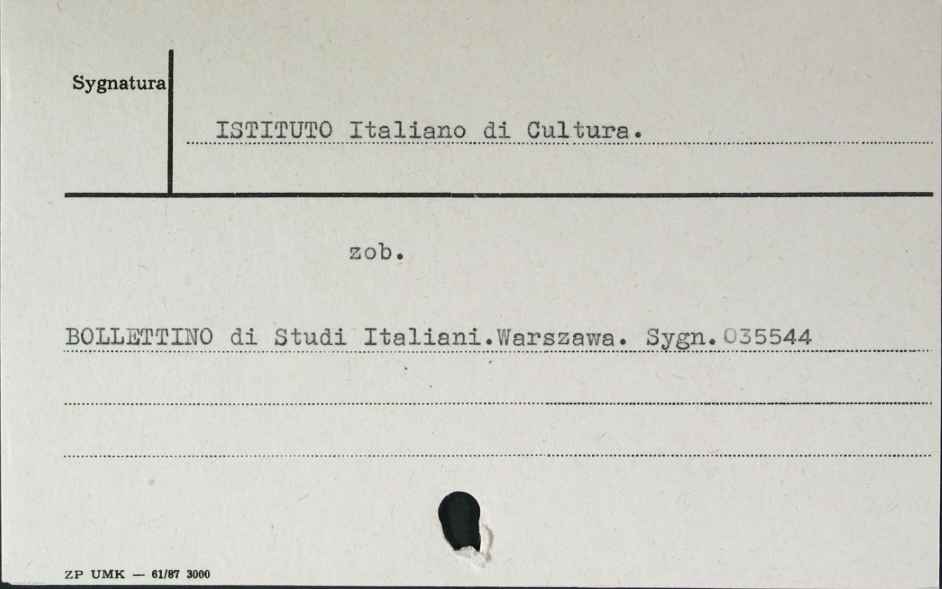 Sygnatura
ISTITUTO Italiano di Cultura.
zob.
BOLLETTINO di Studi Italiani.Warszawa. Sygn.035544
ZP UMK — 61/87 3000